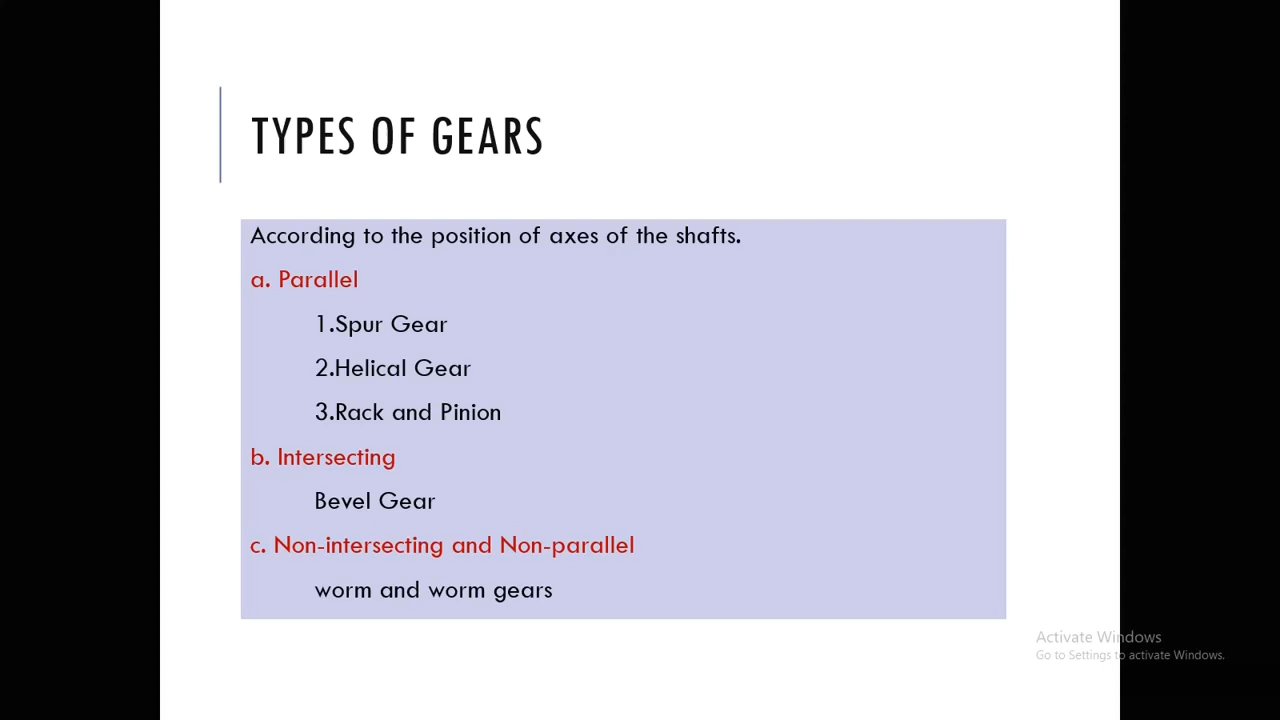 TYPES OF GEARS
According to the position of axes of the shafts.
a. Parallel
1.Spur Gear
2.Helical Gear
3.Rack and Pinion
b. Intersecting
Bevel Gear
c. Non-intersecting and Non-parallel
worm and worm gears
Activate Windows
Go to Settings to activate Windows.